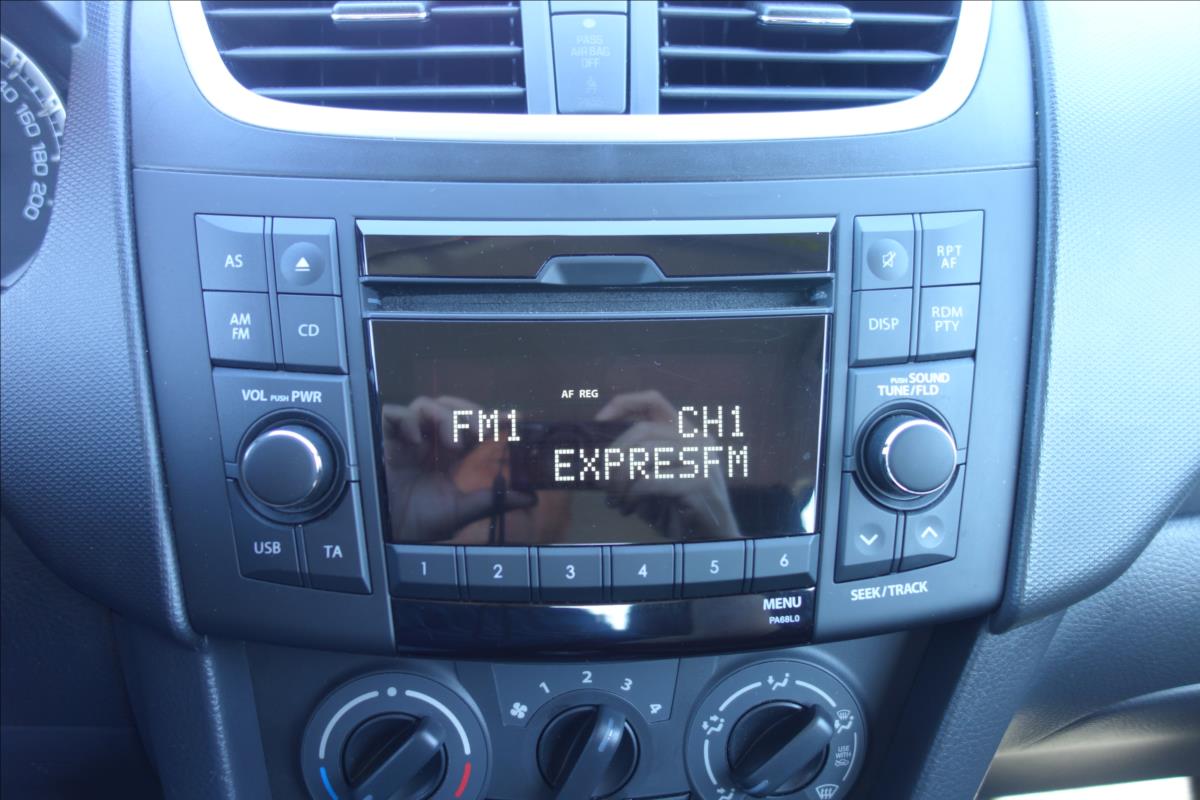 PASS
AIR BAG
OFF
160
180
200
AS
AM
FM
CD
VOL PUSH PWR
USB
TA
RPT
AF
DISP
RDM
PTY
PUSH SOUND
TUNE/FLD
SEEK/TRACK
AF REG
FM1 CH1
EXPRESFM
1 2 3 4 5 6
MENU
PA68L0
1 2 3 4
USE
WITH